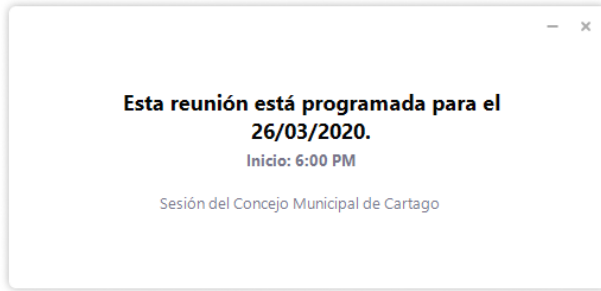 Esta reunión está programada para el
26/03/2020.
Inicio: 6:00 PM
Sesión del Concejo Municipal de Cartago